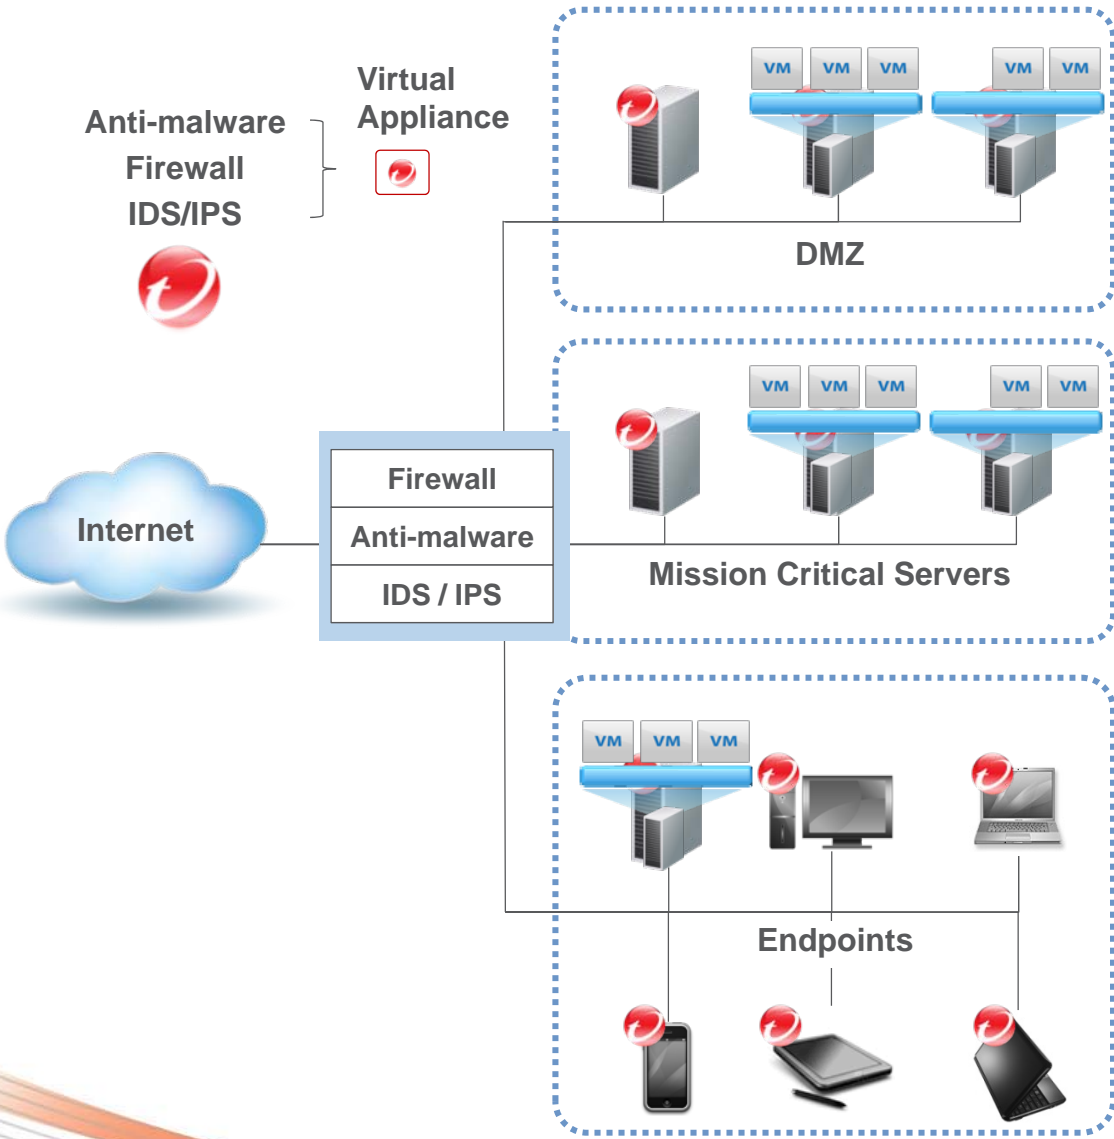 Virtual
Appliance
Anti-malware
Firewall
IDS/IPS
VM VM VM VM VM
DMZ
VM VM VM VM VM
Internet
Firewall
Anti-malware
IDS / IPS
Mission Critical Servers
VM VM VM
Endpoints